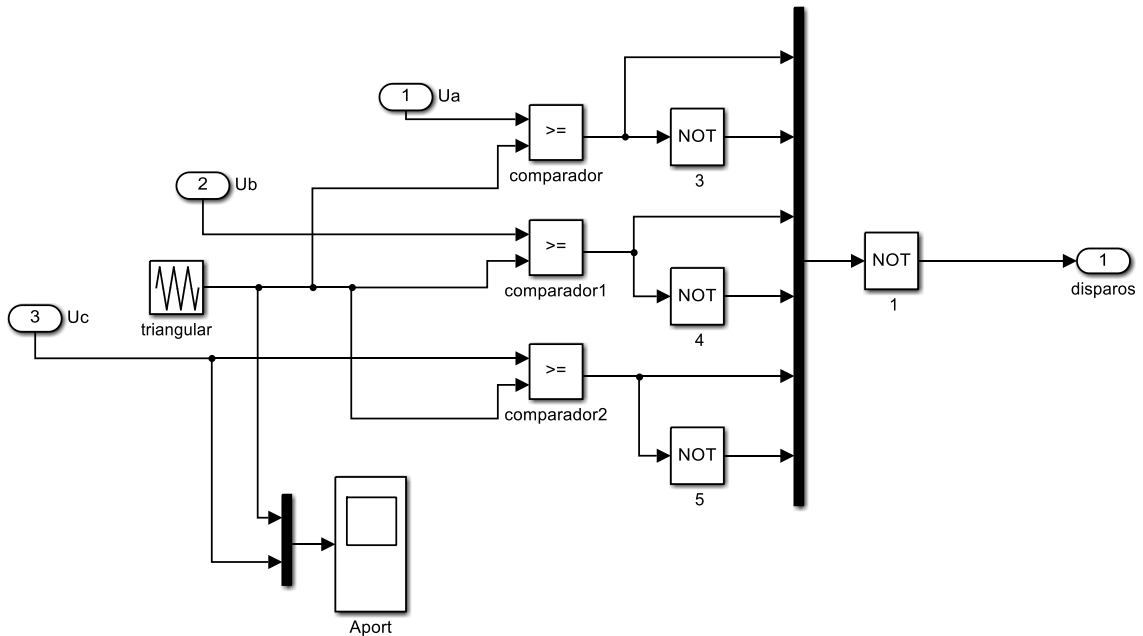 1 Ua
>=
NOT
comparador
3
2 Ub
>=
NOT
1
comparador1
NOT
disparos
1
triangular
3 Uc
4
>=
comparador2
NOT
5
Aport